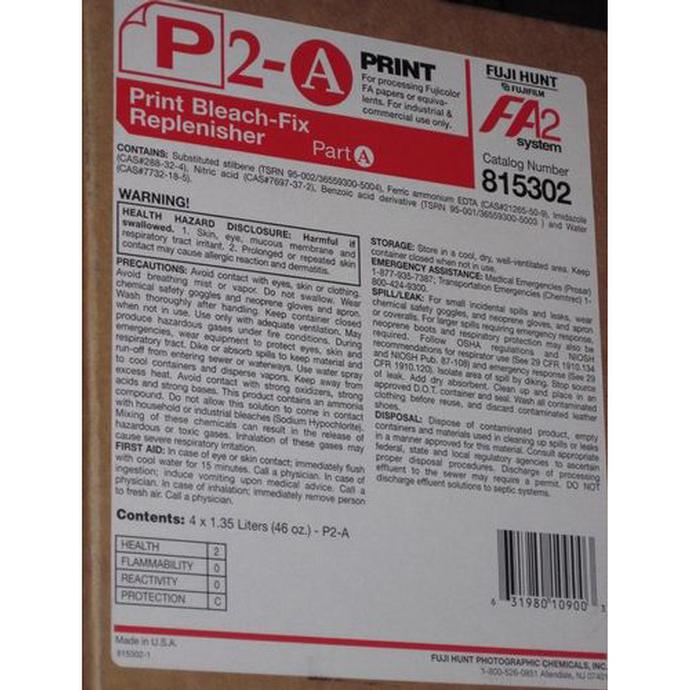 P2-A PRINT
For processing Fujicolor
FA papers or equiva-
lents. For industrial &
commercial use only.
Print Bleach-Fix
Replenisher Part A
FUJI HUNT
FUJIFILM
FA2
system
Catalog Number
815302
CONTAINS: Substituted stilbene (TSRN 95-002/36559300-5004), Ferric ammonium EDTA (CAS#21265-50-9), Imidazole
(CAS#288-32-4), Nitric acid (CAS#7697-37-2), Benzoic acid derivative (TSRN 95-001/36559300-5003 ) and Water
(CAS#7732-18-5).
WARNING!
HEALTH HAZARD DISCLOSURE: Harmful if
swallowed. 1. Skin, eye, mucous membrane and
respiratory tract irritant. 2. Prolonged or repeated skin
contact may cause allergic reaction and dermatitis.
PRECAUTIONS: Avoid contact with eyes, skin or clothing.
Avoid breathing mist or vapor. Do not swallow. Wear
chemical safety goggles and neoprene gloves and apron.
Wash thoroughly after handling. Keep container closed
when not in use. Use only with adequate ventilation. May
produce hazardous gases under fire conditions. During
emergencies, wear equipment to protect eyes, skin and
respiratory tract. Dike or absorb spills to keep material and
run-off from entering sewer or waterways. Use water spray
to cool containers and disperse vapors. Keep away from
excess heat. Avoid contact with strong oxidizers, strong
acids and strong bases. This product contains an ammonia
compound. Do not allow this solution to come in contact
with household or industrial bleaches (Sodium Hypochlorite).
Mixing of these chemicals can result in the release of
hazardous or toxic gases. Inhalation of these gases may
cause severe respiratory irritation.
FIRST AID: In case of eye or skin contact; immediately flush
with cool water for 15 minutes. Call a physician. In case of
ingestion; induce vomiting upon medical advice. Call a
physician. In case of inhalation; immediately remove person
to fresh air. Call a physician.
STORAGE: Store in a cool, dry, well-ventilated area. Keep
container closed when not in use.
EMERGENCY ASSISTANCE: Medical Emergencies (Prosar)
1-877-935-7387; Transportation Emergencies (Chemtrec) 1-
800-424-9300.
SPILL/LEAK: For small incidental spills and leaks, wear
chemical safety goggles, and neoprene gloves, and apron
or coveralls. For larger spills requiring emergency response,
neoprene boots and respiratory protection may also be
required. Follow OSHA regulations and NIOSH
recommendations for respirator use (See 29 CFR 1910.134
and NIOSH Pub. 87-108) and emergency response (See 29
CFR 1910.120). Isolate area of spill by diking. Stop source
of leak. Add dry absorbent. Clean up and place in an
approved D.O.T. container and seal. Wash all contaminated
clothing before reuse, and discard contaminated leather
shoes.
DISPOSAL: Dispose of contaminated product, empty
containers and materials used in cleaning up spills or leaks
in a manner approved for this material. Consult appropriate
federal, state and local regulatory agencies to ascertain
proper disposal procedures. Discharge of processing
effluent to the sewer may require a permit. DO NOT
discharge effluent solutions to septic systems.
Contents: 4 x 1.35 Liters (46 oz.) - P2-A
HEALTH 2
FLAMMABILITY 0
REACTIVITY 0
PROTECTION C
6 31980 10900 3
Made in U.S.A.
815302-1
FUJI HUNT PHOTOGRAPHIC CHEMICALS, INC.
1-800-526-0851 Allendale, NJ 07401